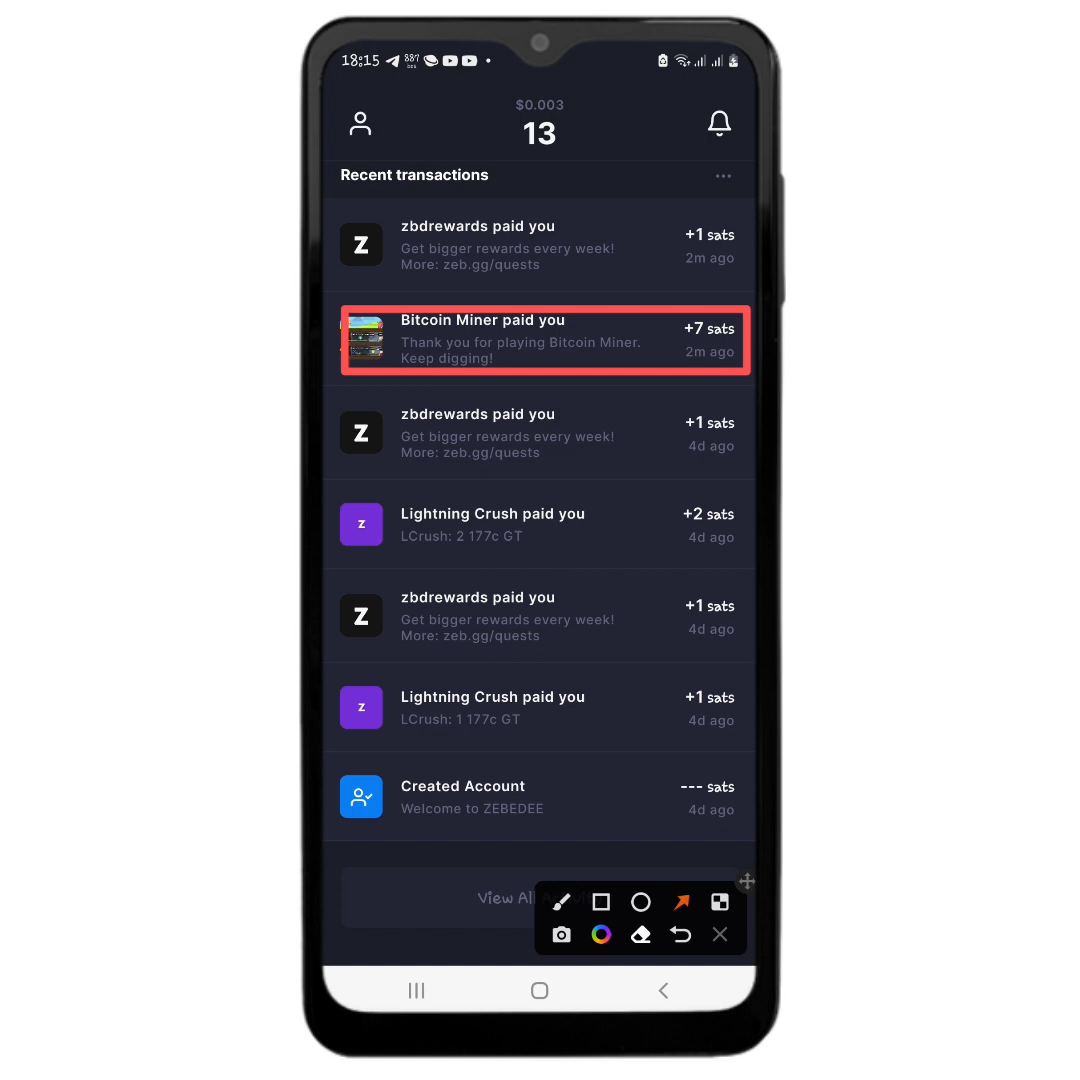 18:15
887
$0.003
13
Recent transactions
zbdrewards paid you
+1 sats
Get bigger rewards every week!
More: zeb.gg/quests
2m ago
Bitcoin Miner paid you
+7 sats
Thank you for playing Bitcoin Miner.
Keep digging!
2m ago
zbdrewards paid you
+1 sats
Get bigger rewards every week!
More: zeb.gg/quests
4d ago
Lightning Crush paid you
+2 sats
LCrush: 2 177c GT
4d ago
zbdrewards paid you
+1 sats
Get bigger rewards every week!
More: zeb.gg/quests
4d ago
Lightning Crush paid you
+1 sats
LCrush: 1 177c GT
4d ago
Created Account
--- sats
Welcome to ZEBEDEE
4d ago
View All